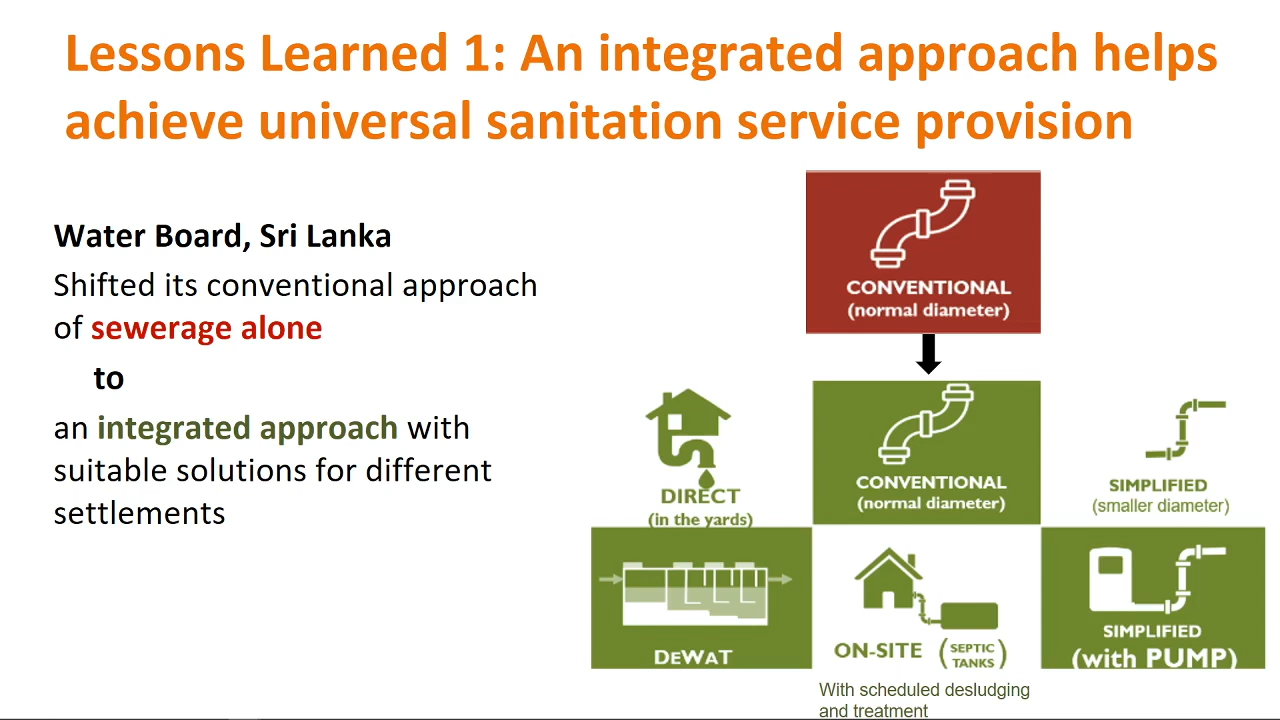 Lessons Learned 1: An integrated approach helps
achieve universal sanitation service provision
Water Board, Sri Lanka
Shifted its conventional approach
of sewerage alone
to
an integrated approach with
suitable solutions for different
settlements
CONVENTIONAL
(normal diameter)
DIRECT
(in the yards)
CONVENTIONAL
(normal diameter)
SIMPLIFIED
(smaller diameter)
DEWAT
ON-SITE (SEPTIC
TANKS)
SIMPLIFIED
(with PUMP)
With scheduled desludging
and treatment